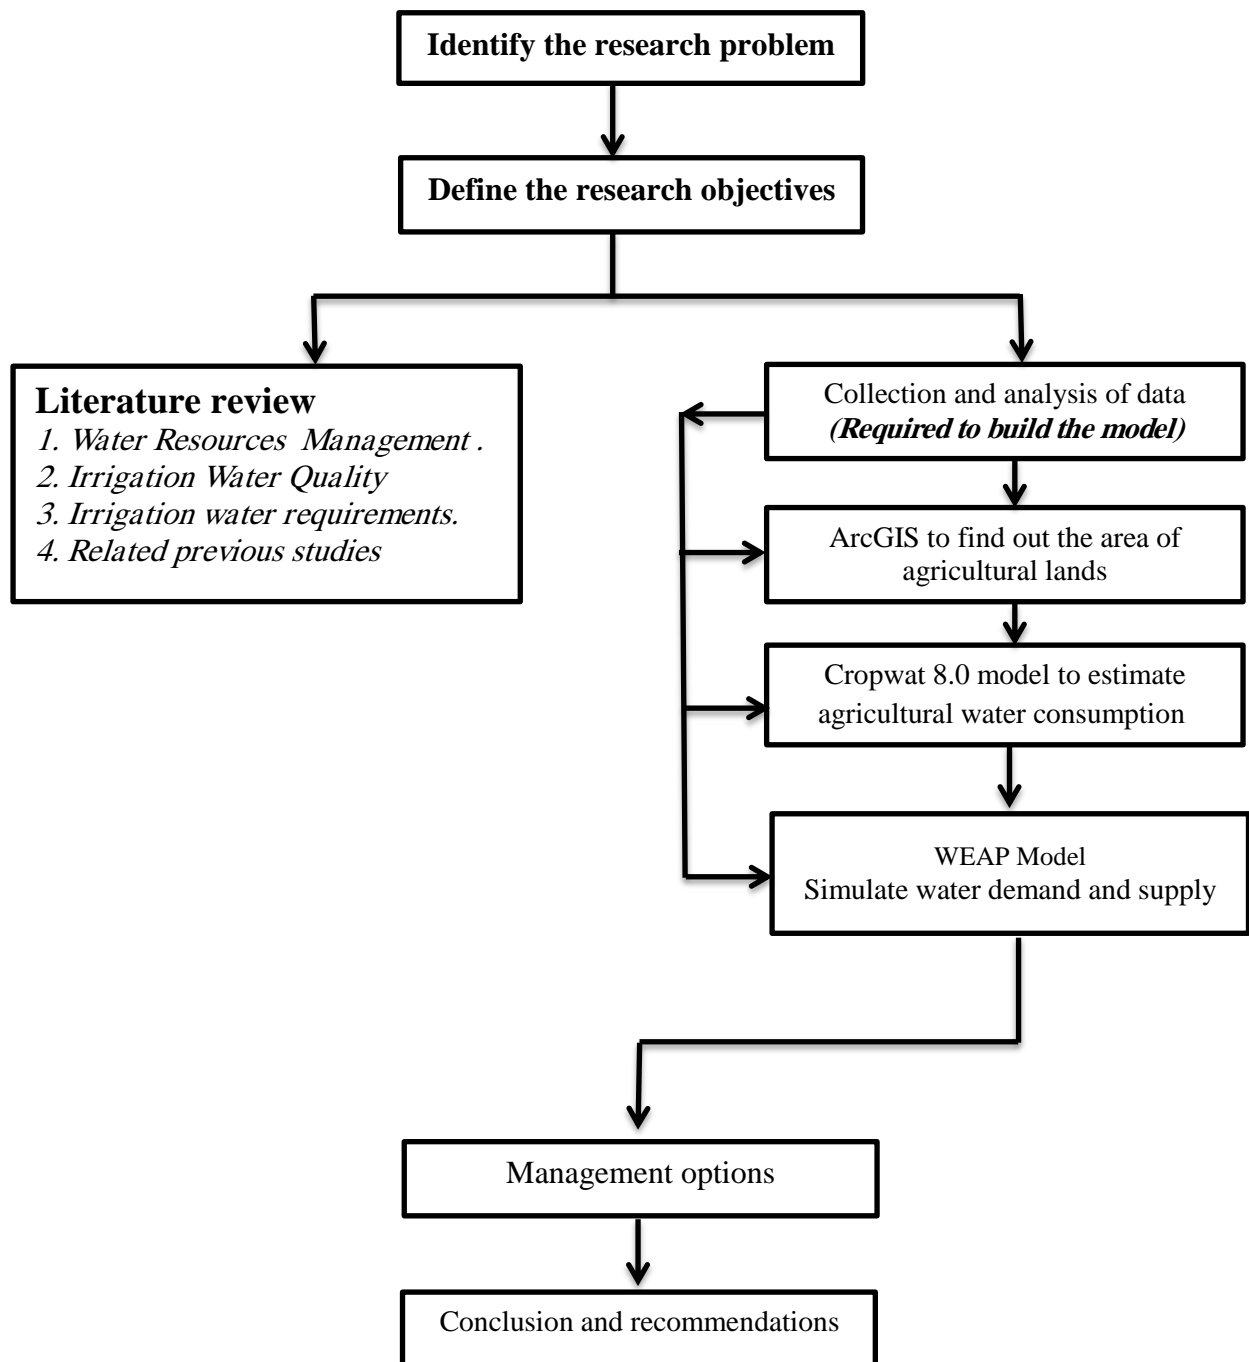 Identify the research problem
Define the research objectives
Literature review
1. Water Resources Management .
2. Irrigation Water Quality
3. Irrigation water requirements.
4. Related previous studies
Collection and analysis of data
(Required to build the model)
ArcGIS to find out the area of
agricultural lands
Cropwat 8.0 model to estimate
agricultural water consumption
WEAP Model
Simulate water demand and supply
Management options
Conclusion and recommendations